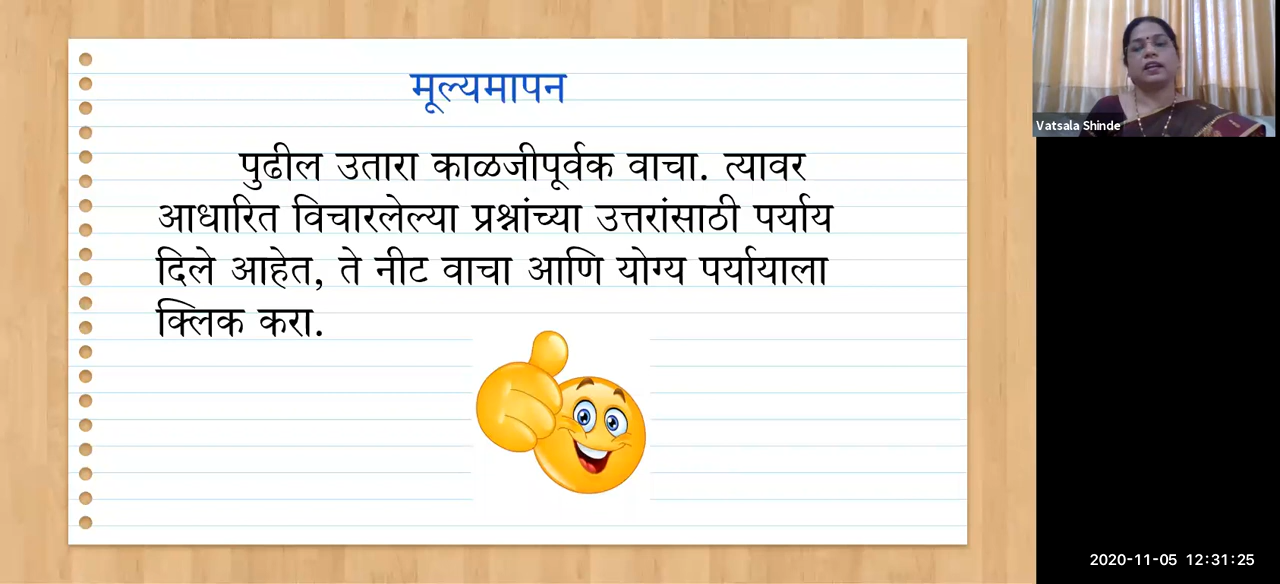 मूल्यमापन
पुढील उतारा काळजीपूर्वक वाचा. त्यावर
आधारित विचारलेल्या प्रश्नांच्या उत्तरांसाठी पर्याय
दिले आहेत, ते नीट वाचा आणि योग्य पर्यायाला
क्लिक करा.
Vatsala Shinde
2020-11-05 12:31:25